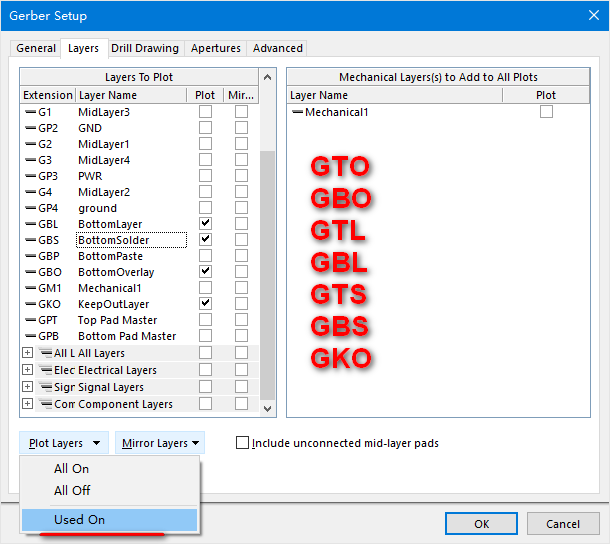 Gerber Setup
General Layers Drill Drawing Apertures Advanced
Layers To Plot
Extension Layer Name Plot Mir...
G1 MidLayer3
GP2 GND
G2 MidLayer1
G3 MidLayer4
GP3 PWR
G4 MidLayer2
GP4 ground
GBL BottomLayer
GBS BottomSolder
GBP BottomPaste
GBO BottomOverlay
GM1 Mechanical1
GKO KeepOutLayer
GPT Top Pad Master
GPB Bottom Pad Master
All L All Layers
Elec Electrical Layers
Sign Signal Layers
Com Component Layers
Mechanical Layers(s) to Add to All Plots
Layer Name Plot
Mechanical1
GTO
GBO
GTL
GBL
GTS
GBS
GKO
Plot Layers Mirror Layers Include unconnected mid-layer pads
All On
All Off
Used On
OK Cancel